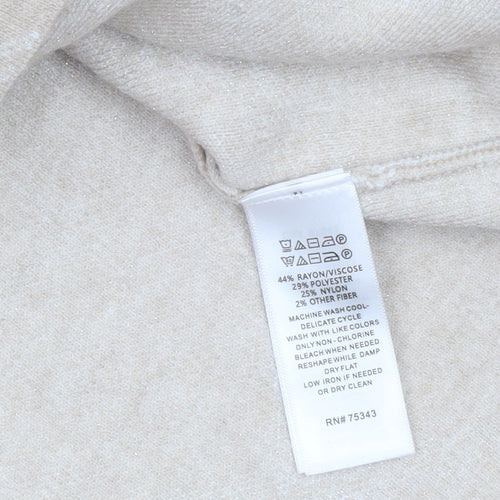 44% RAYON/VISCOSE
29% POLYESTER
25% NYLON
2% OTHER FIBER
MACHINE WASH COOL-
DELICATE CYCLE
WASH WITH LIKE COLORS
ONLY NON- CHLORINE
BLEACH WHEN NEEDED
RESHAPE WHILE DAMP
DRY FLAT
LOW IRON IF NEEDED
OR DRY CLEAN
RN# 75343